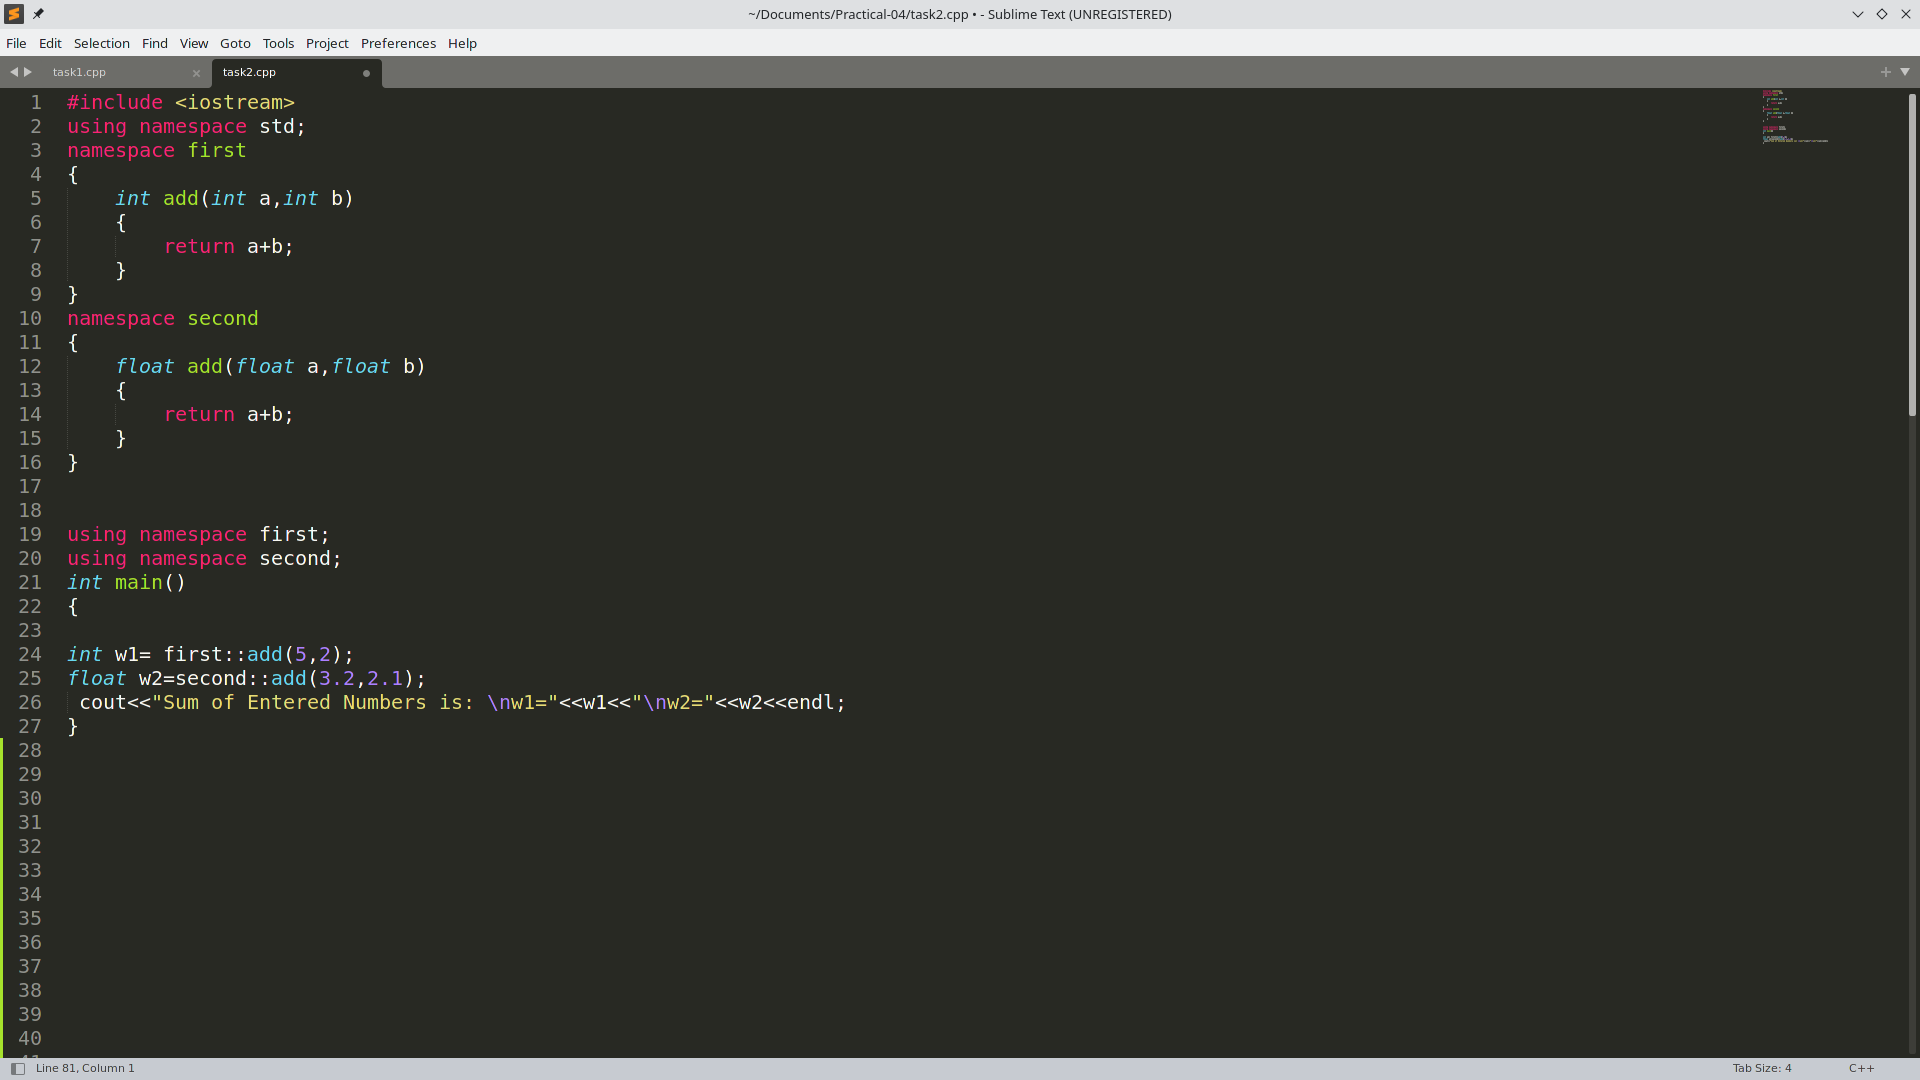 ~/Documents/Practical-04/task2.cpp • - Sublime Text (UNREGISTERED)
File Edit Selection Find View Goto Tools Project Preferences Help
task1.cpp × task2.cpp
1 #include <iostream>
2 using namespace std;
3 namespace first
4 {
5     int add(int a,int b)
6     {
7         return a+b;
8     }
9 }
10 namespace second
11 {
12     float add(float a,float b)
13     {
14         return a+b;
15     }
16 }
17
18
19 using namespace first;
20 using namespace second;
21 int main()
22 {
23
24 int w1= first::add(5,2);
25 float w2=second::add(3.2,2.1);
26  cout<<"Sum of Entered Numbers is: \nw1="<<w1<<"\nw2="<<w2<<endl;
27 }
28
29
30
31
32
33
34
35
36
37
38
39
40
Line 81, Column 1 Tab Size: 4 C++